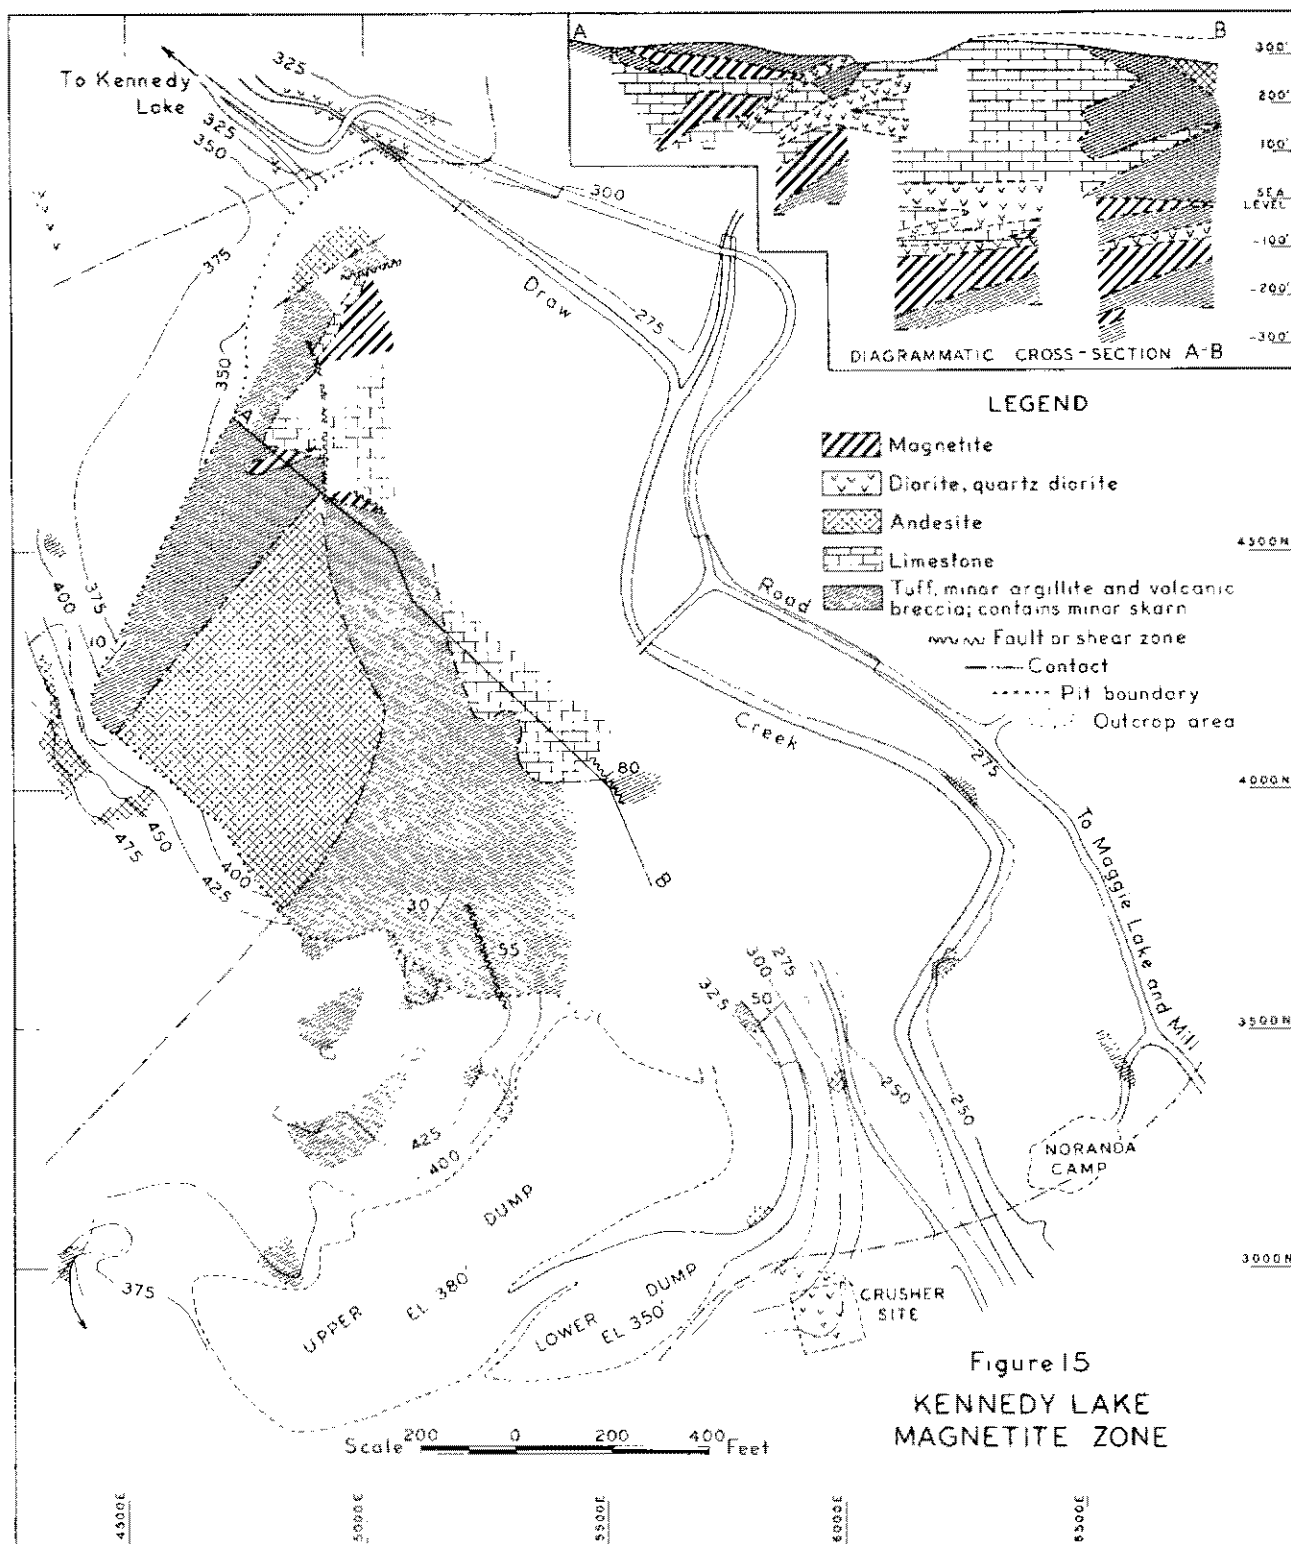 A
B
300'
200'
100'
SEA
LEVEL
-100'
-200'
-300'
DIAGRAMMATIC CROSS-SECTION A-B
To Kennedy
Lake
325
325
350
300
375
Draw
275
350
A
LEGEND
Magnetite
Diorite, quartz diorite
Andesite
Limestone
Tuff, minor argillite and volcanic
breccia; contains minor skarn
Fault or shear zone
Contact
Pit boundary
Outcrop area
4500N
400
375
10
Road
Creek
275
80
4000N
475
450
400
425
B
To Maggie Lake and Mill
30
55
325
300
275
50
3500N
250
250
425
400
NORANDA
CAMP
DUMP
UPPER
EL 380'
DUMP
LOWER
EL 350'
375
3000N
CRUSHER
SITE
Figure 15
KENNEDY LAKE
MAGNETITE ZONE
Scale 200 0 200 400 Feet
4500E
5000E
5500E
6000E
6500E